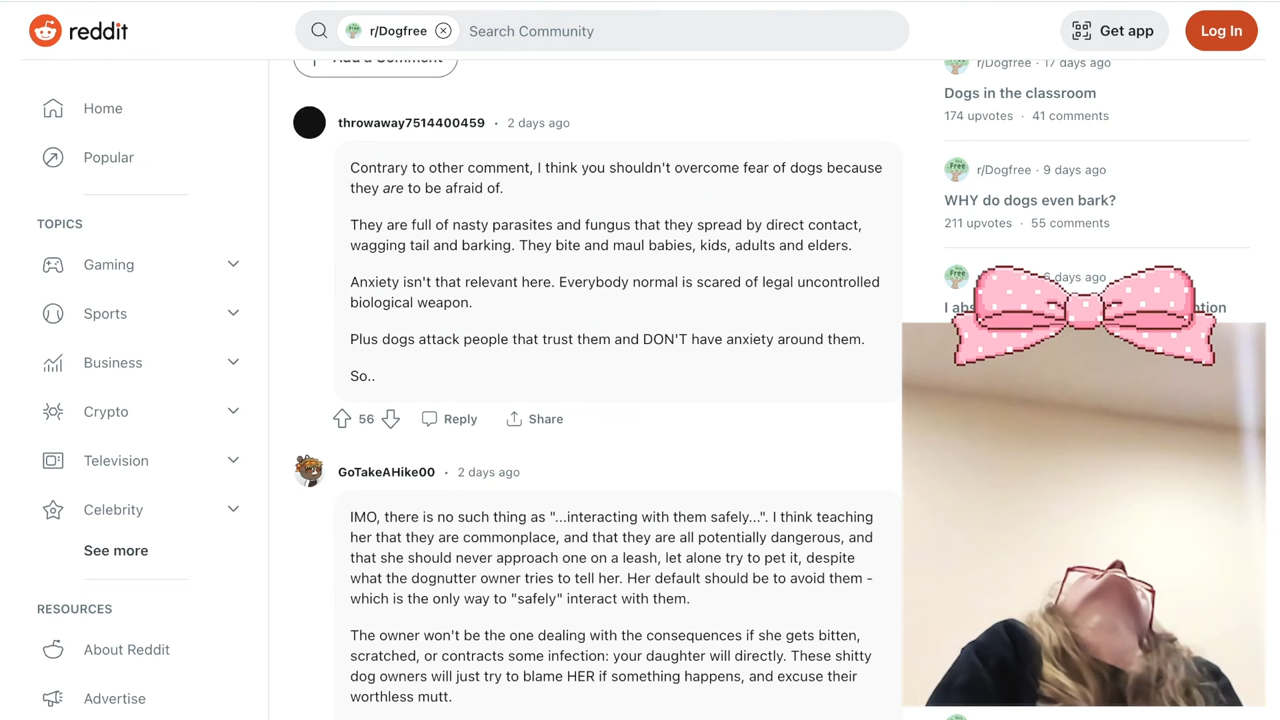 reddit
r/Dogfree
Search Community
Get app
Log In
Home
Popular
TOPICS
Gaming
Sports
Business
Crypto
Television
Celebrity
See more
RESOURCES
About Reddit
Advertise
Add a Comment
throwaway7514400459 · 2 days ago
Contrary to other comment, I think you shouldn't overcome fear of dogs because
they are to be afraid of.
They are full of nasty parasites and fungus that they spread by direct contact,
wagging tail and barking. They bite and maul babies, kids, adults and elders.
Anxiety isn't that relevant here. Everybody normal is scared of legal uncontrolled
biological weapon.
Plus dogs attack people that trust them and DON'T have anxiety around them.
So..
56
Reply
Share
GoTakeAHike00 · 2 days ago
IMO, there is no such thing as "...interacting with them safely...". I think teaching
her that they are commonplace, and that they are all potentially dangerous, and
that she should never approach one on a leash, let alone try to pet it, despite
what the dognutter owner tries to tell her. Her default should be to avoid them -
which is the only way to "safely" interact with them.
The owner won't be the one dealing with the consequences if she gets bitten,
scratched, or contracts some infection: your daughter will directly. These shitty
dog owners will just try to blame HER if something happens, and excuse their
worthless mutt.
r/Dogfree · 17 days ago
Dogs in the classroom
174 upvotes · 41 comments
Free
r/Dogfree · 9 days ago
WHY do dogs even bark?
211 upvotes · 55 comments
Free
days ago
I